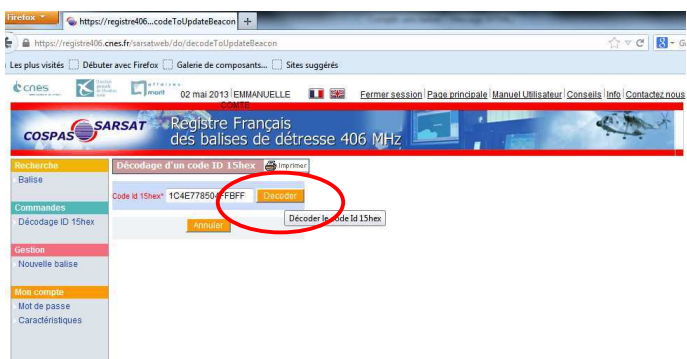 Firefox
https://registre406...codeToUpdateBeacon
https://registre406.cnes.fr/sarsatweb/do/decodeToUpdateBeacon
Les plus visités Débuter avec Firefox Galerie de composants... Sites suggérés
cnes
02 mai 2013 EMMANUELLE COMTE
Fermer session Page principale Manuel Utilisateur Conseils Info Contactez nous
COSPAS SARSAT
Registre Français
des balises de détresse 406 MHz
Recherche
Balise
Commandes
Décodage ID 15hex
Gestion
Nouvelle balise
Mon compte
Mot de passe
Caractéristiques
Décodage d'un code ID 15hex Imprimer
Code Id 15hex* 1C4E778504FFBFF Decoder
Décoder le code Id 15hex
Annuler